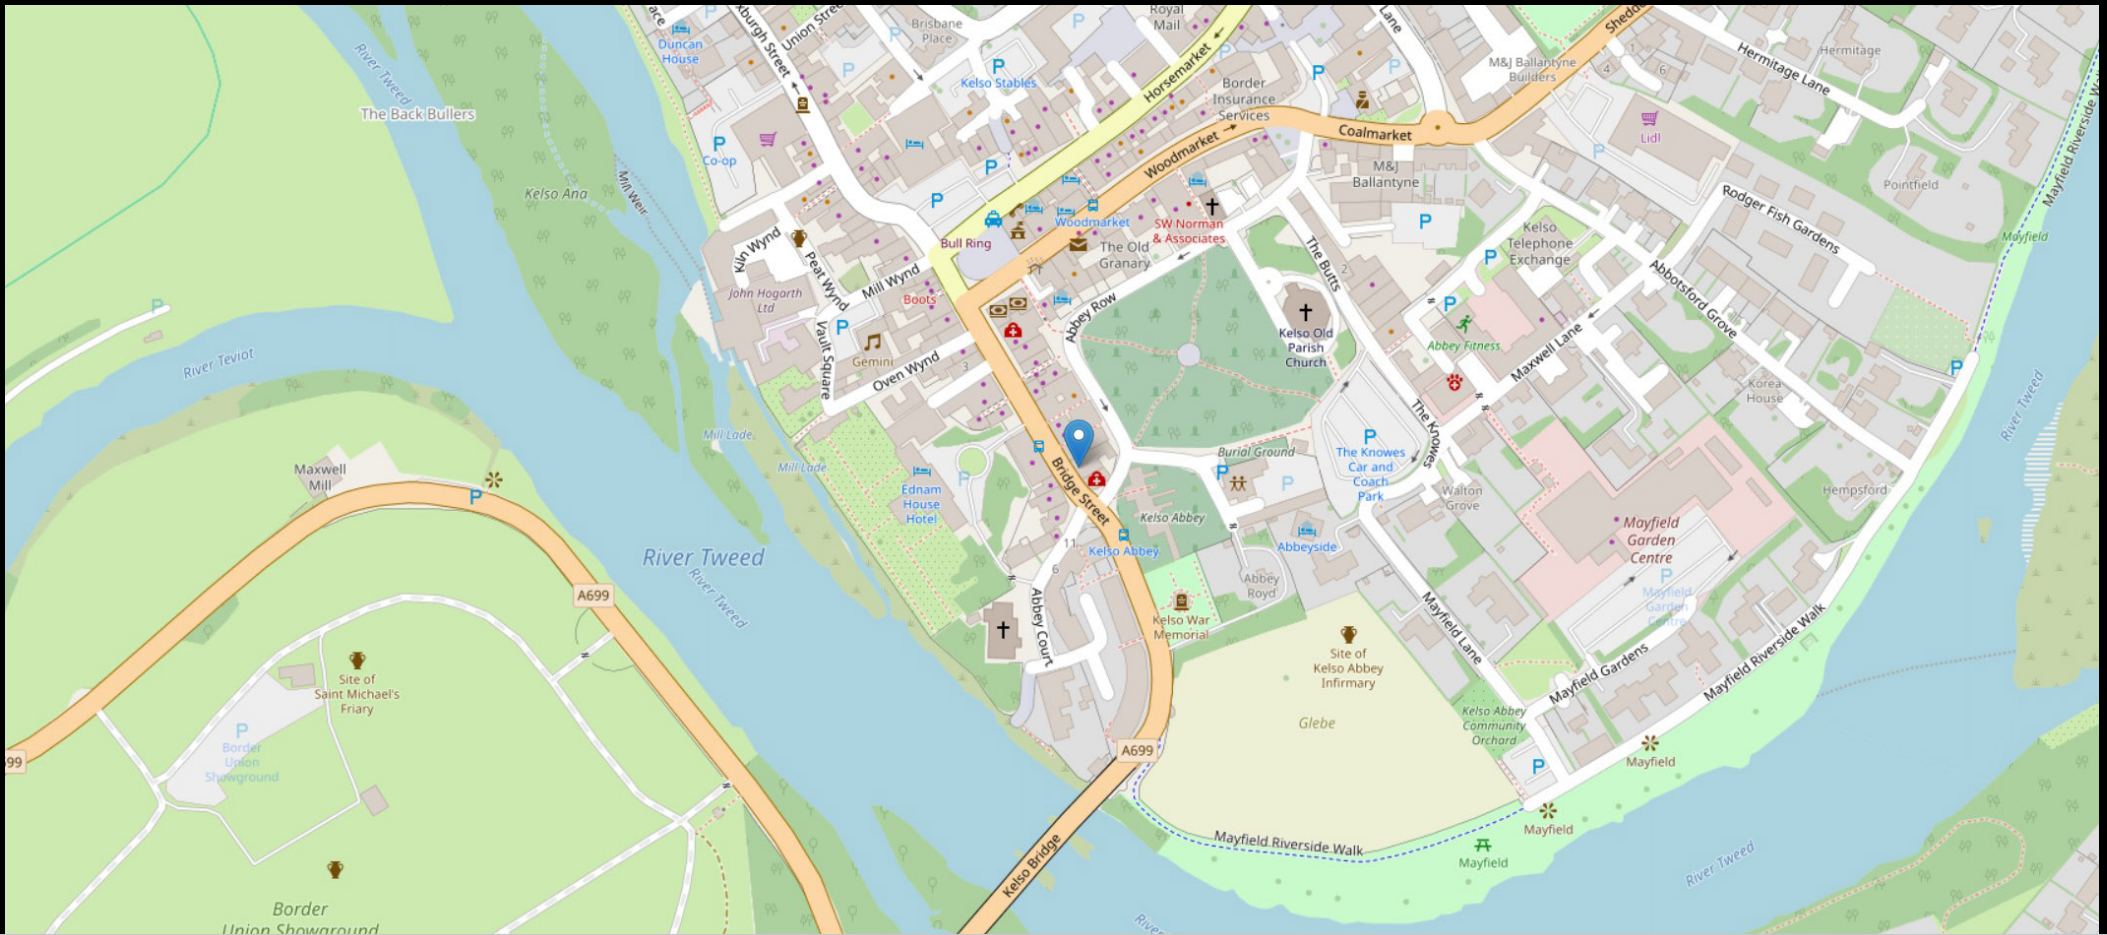 Royal
Mail
Brisbane
Place
Union Street
Duncan
House
Kelso Stables
Horsemarket
Lane
Border
Insurance
Services
M&J Ballantyne
Builders
Hermitage Lane
Hermitage
River Tweed
The Back Bullers
Co-op
Coalmarket
Lidl
Woodmarket
M&J
Ballantyne
Pointfield
Mayfield Riverside Walk
Mill Weir
Kelso Ana
Rodger Fish Gardens
Mayfield
Woodmarket
SW Norman
& Associates
Bull Ring
The Old
Granary
Kelso
Telephone
Exchange
The Butts
2
Kiln Wynd
Peat Wynd
Mill Wynd
Boots
John Hogarth
Ltd
Abbotsford Grove
Abbey Row
Kelso Old
Parish
Church
Abbey Fitness
Maxwell Lane
Vault Square
Gemini
Oven Wynd
3
River Teviot
Korea
House
River Tweed
The Knowes
Mill Lade
Mill Lade
Burial Ground
The Knowes
Car and
Coach
Park
Maxwell
Mill
Ednam
House
Hotel
Bridge Street
Kelso Abbey
Walton
Grove
Hempsford
Mayfield
Garden
Centre
Kelso Abbey
Abbeyside
11
6
River Tweed
River Tweed
A699
Abbey
Royd
Abbey Court
Kelso War
Memorial
Mayfield
Garden
Centre
Mayfield Lane
Mayfield Riverside Walk
Site of
Kelso Abbey
Infirmary
Mayfield Gardens
Site of
Saint Michael's
Friary
Glebe
Kelso Abbey
Community
Orchard
Border
Union
Showground
A699
99
Mayfield
Mayfield
Mayfield Riverside Walk
Mayfield
Kelso Bridge
River Tweed
Border
Union Showground